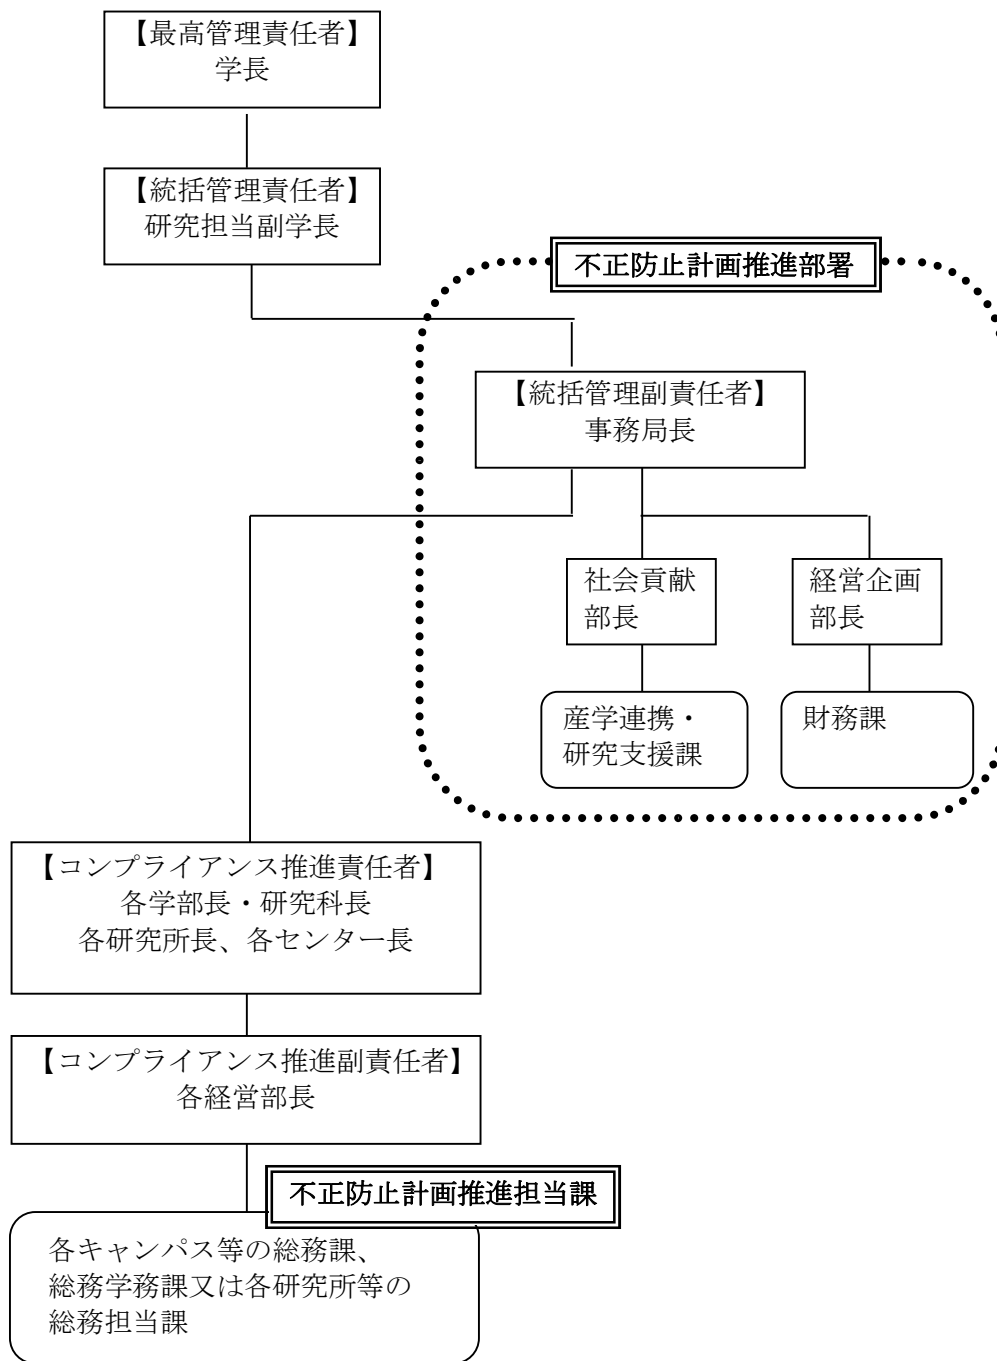 【最高管理責任者】
学長
【統括管理責任者】
研究担当副学長
不正防止計画推進部署
【統括管理副責任者】
事務局長
社会貢献
部長
経営企画
部長
産学連携・
研究支援課
財務課
【コンプライアンス推進責任者】
各学部長・研究科長
各研究所長、各センター長
【コンプライアンス推進副責任者】
各経営部長
不正防止計画推進担当課
各キャンパス等の総務課、
総務学務課又は各研究所等の
総務担当課